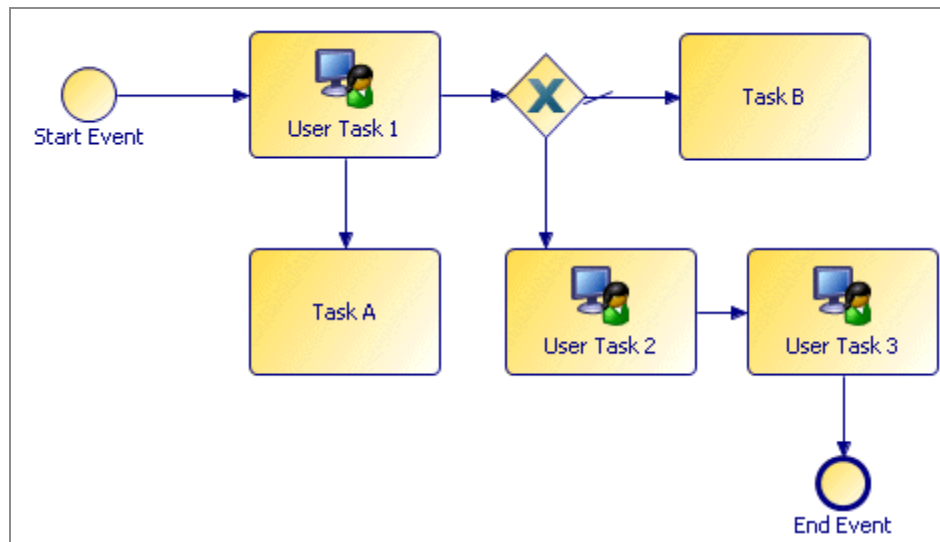 Start Event
User Task 1
Task B
Task A
User Task 2
User Task 3
End Event